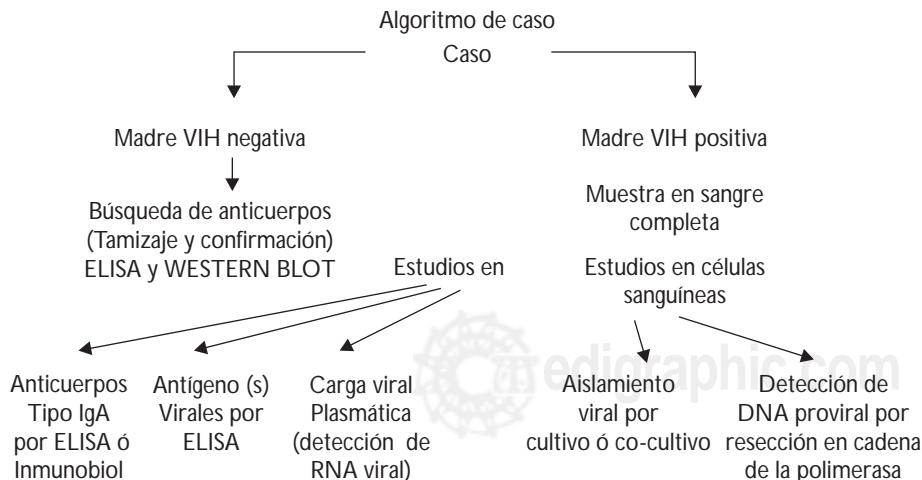 Algoritmo de caso
Caso
Madre VIH negativa
Madre VIH positiva
Búsqueda de anticuerpos
(Tamizaje y confirmación)
ELISA y WESTERN BLOT
Muestra en sangre
completa
Estudios en
Estudios en células
sanguíneas
Anticuerpos
Tipo IgA
por ELISA ó
Inmunobiol
Antígeno (s)
Virales por
ELISA
Carga viral
Plasmática
(detección de
RNA viral)
Aislamiento
viral por
cultivo ó co-cultivo
Detección de
DNA proviral por
resección en cadena
de la polimerasa
edigraphic.com